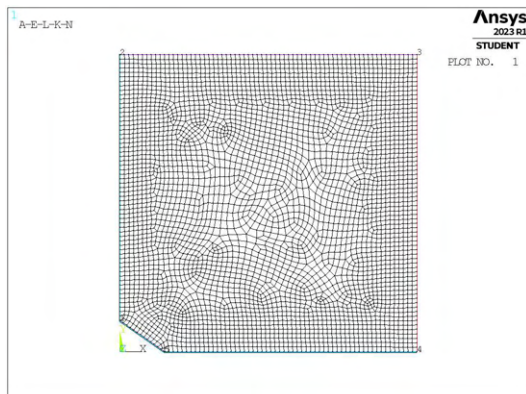 1
A-E-L-K-N
Ansys
2023 R1
STUDENT
PLOT NO. 1
2
3
X
4